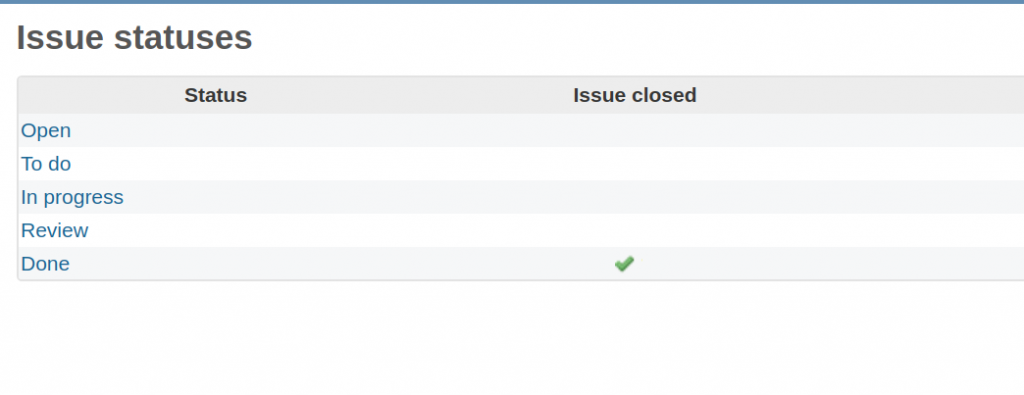 Issue statuses
Status Issue closed
Open
To do
In progress
Review
Done